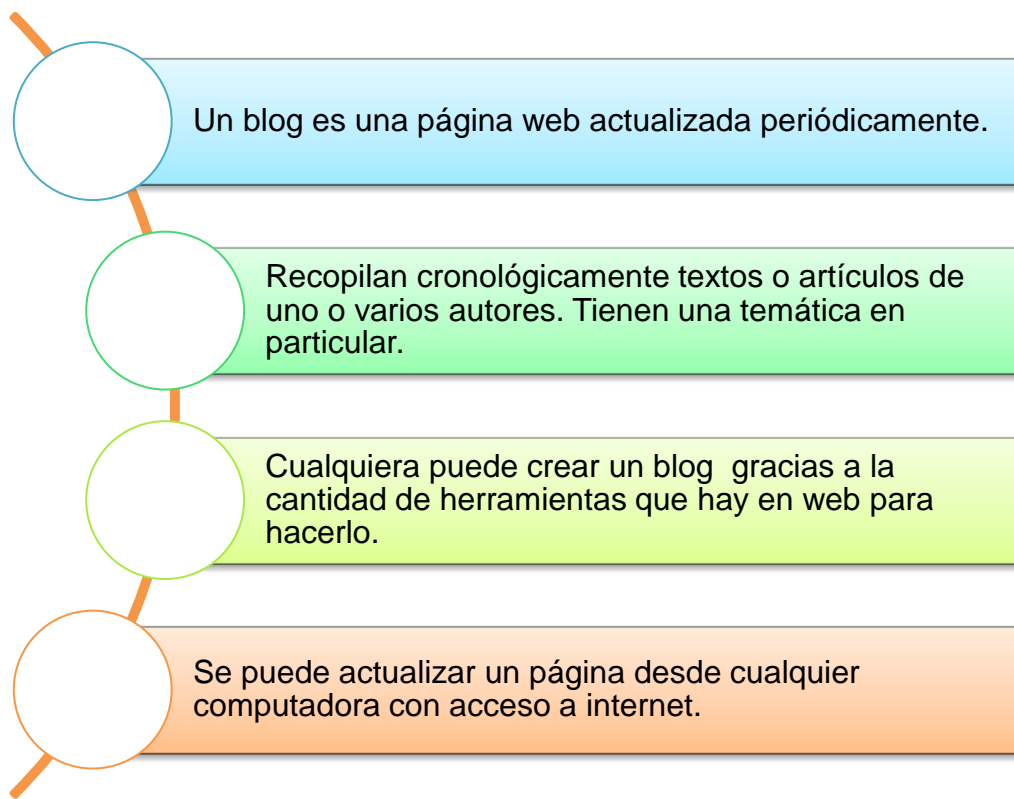 Un blog es una página web actualizada periódicamente.
Recopilan cronológicamente textos o artículos de
uno o varios autores. Tienen una temática en
particular.
Cualquiera puede crear un blog  gracias a la
cantidad de herramientas que hay en web para
hacerlo.
Se puede actualizar un página desde cualquier
computadora con acceso a internet.